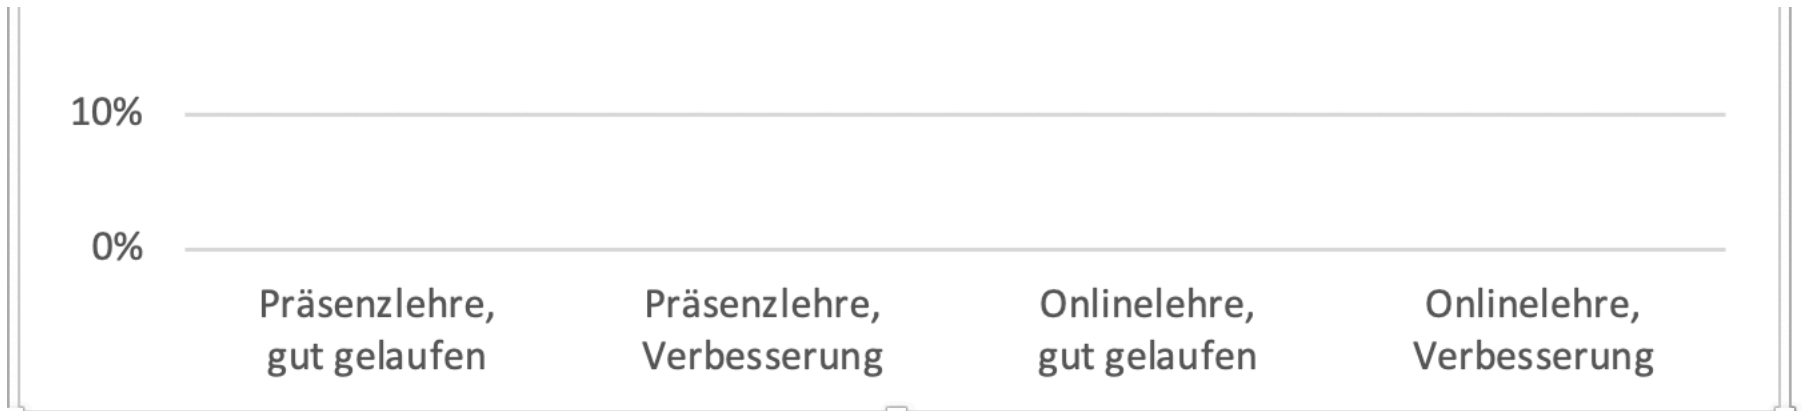 10%
0%
Präsenzlehre,
gut gelaufen
Präsenzlehre,
Verbesserung
Onlinelehre,
gut gelaufen
Onlinelehre,
Verbesserung